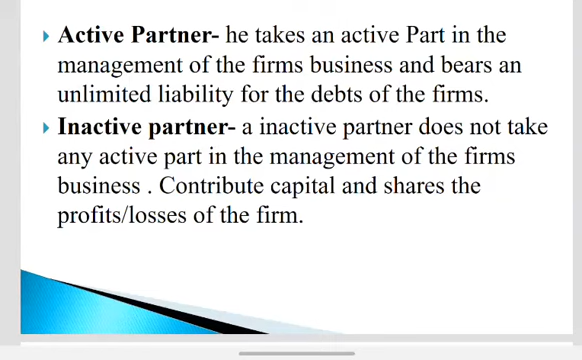 Active Partner- he takes an active Part in the
management of the firms business and bears an
unlimited liability for the debts of the firms.
Inactive partner- a inactive partner does not take
any active part in the management of the firms
business . Contribute capital and shares the
profits/losses of the firm.